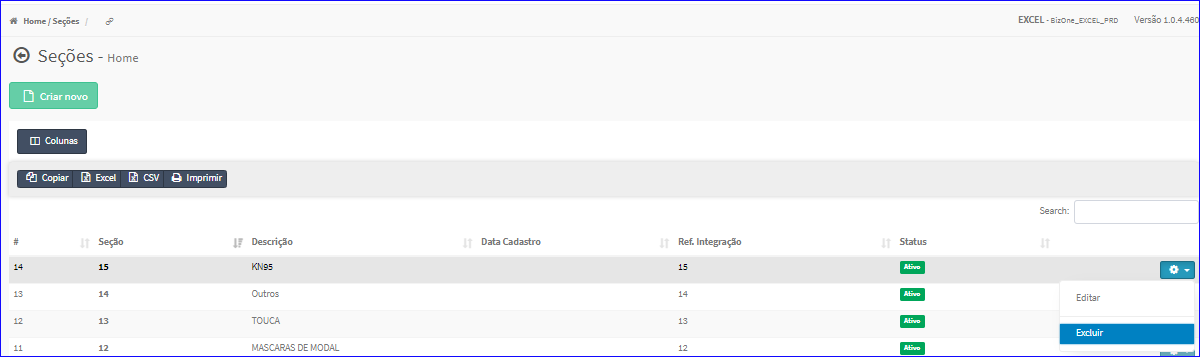 Home / Seções / EXCEL - BizOne_EXCEL_PRD Versão 1.0.4.460
Seções - Home
Criar novo
Colunas
Copiar Excel CSV Imprimir
Search:
# Seção Descrição Data Cadastro Ref. Integração Status
14 15 KN95 15 Ativo
13 14 Outros 14 Ativo
Editar
12 13 TOUCA 13 Ativo
Excluir
11 12 MASCARAS DE MODAL 12 Ativo